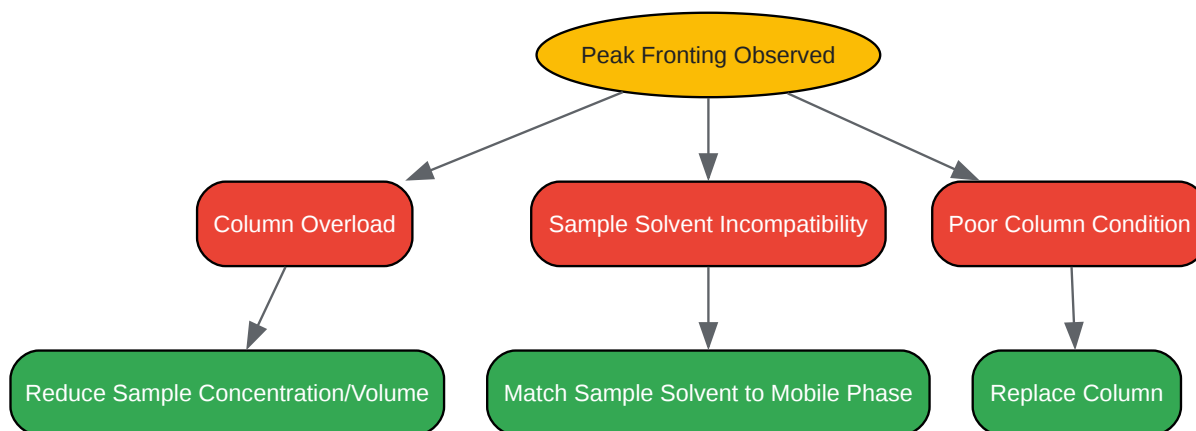 Peak Fronting Observed
Column Overload
Sample Solvent Incompatibility
Poor Column Condition
Reduce Sample Concentration/Volume
Match Sample Solvent to Mobile Phase
Replace Column